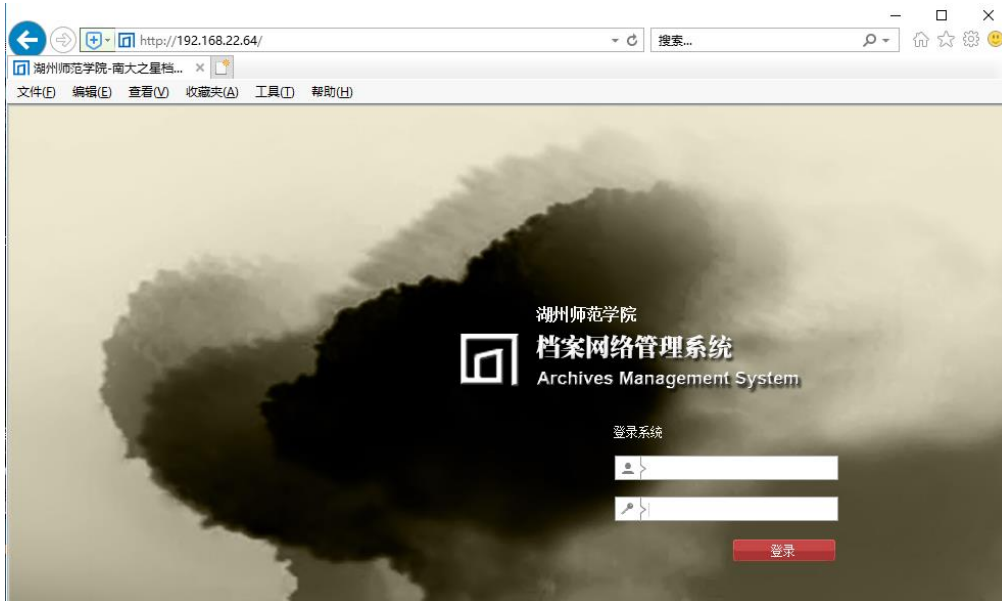 http://192.168.22.64/
搜索...
湖州师范学院-南大之星档...
文件(F) 编辑(E) 查看(V) 收藏夹(A) 工具(T) 帮助(H)
湖州师范学院
档案网络管理系统
Archives Management System
登录系统
登录